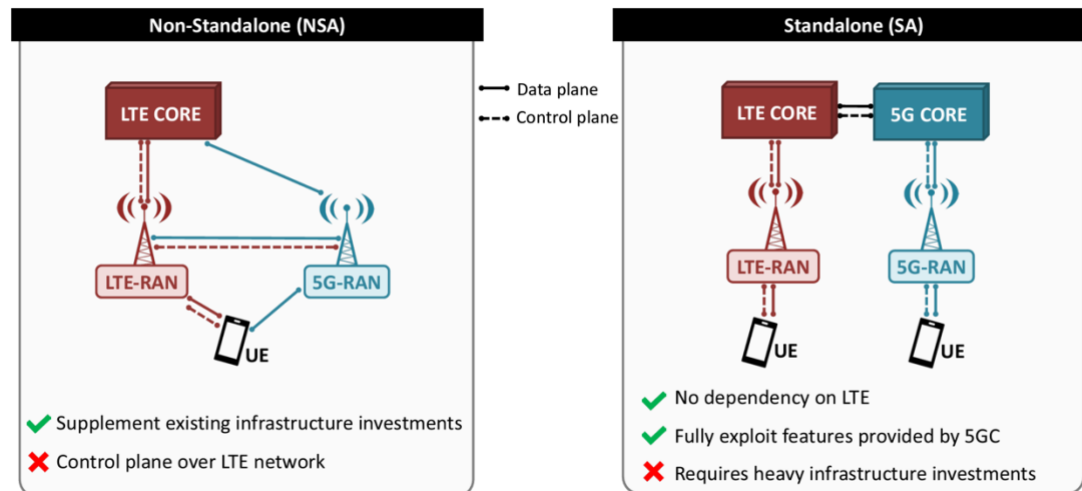 Non-Standalone (NSA)
LTE CORE
LTE-RAN
5G-RAN
UE
Supplement existing infrastructure investments
Control plane over LTE network
Data plane
Control plane
Standalone (SA)
LTE CORE
5G CORE
LTE-RAN
5G-RAN
UE
UE
No dependency on LTE
Fully exploit features provided by 5GC
Requires heavy infrastructure investments